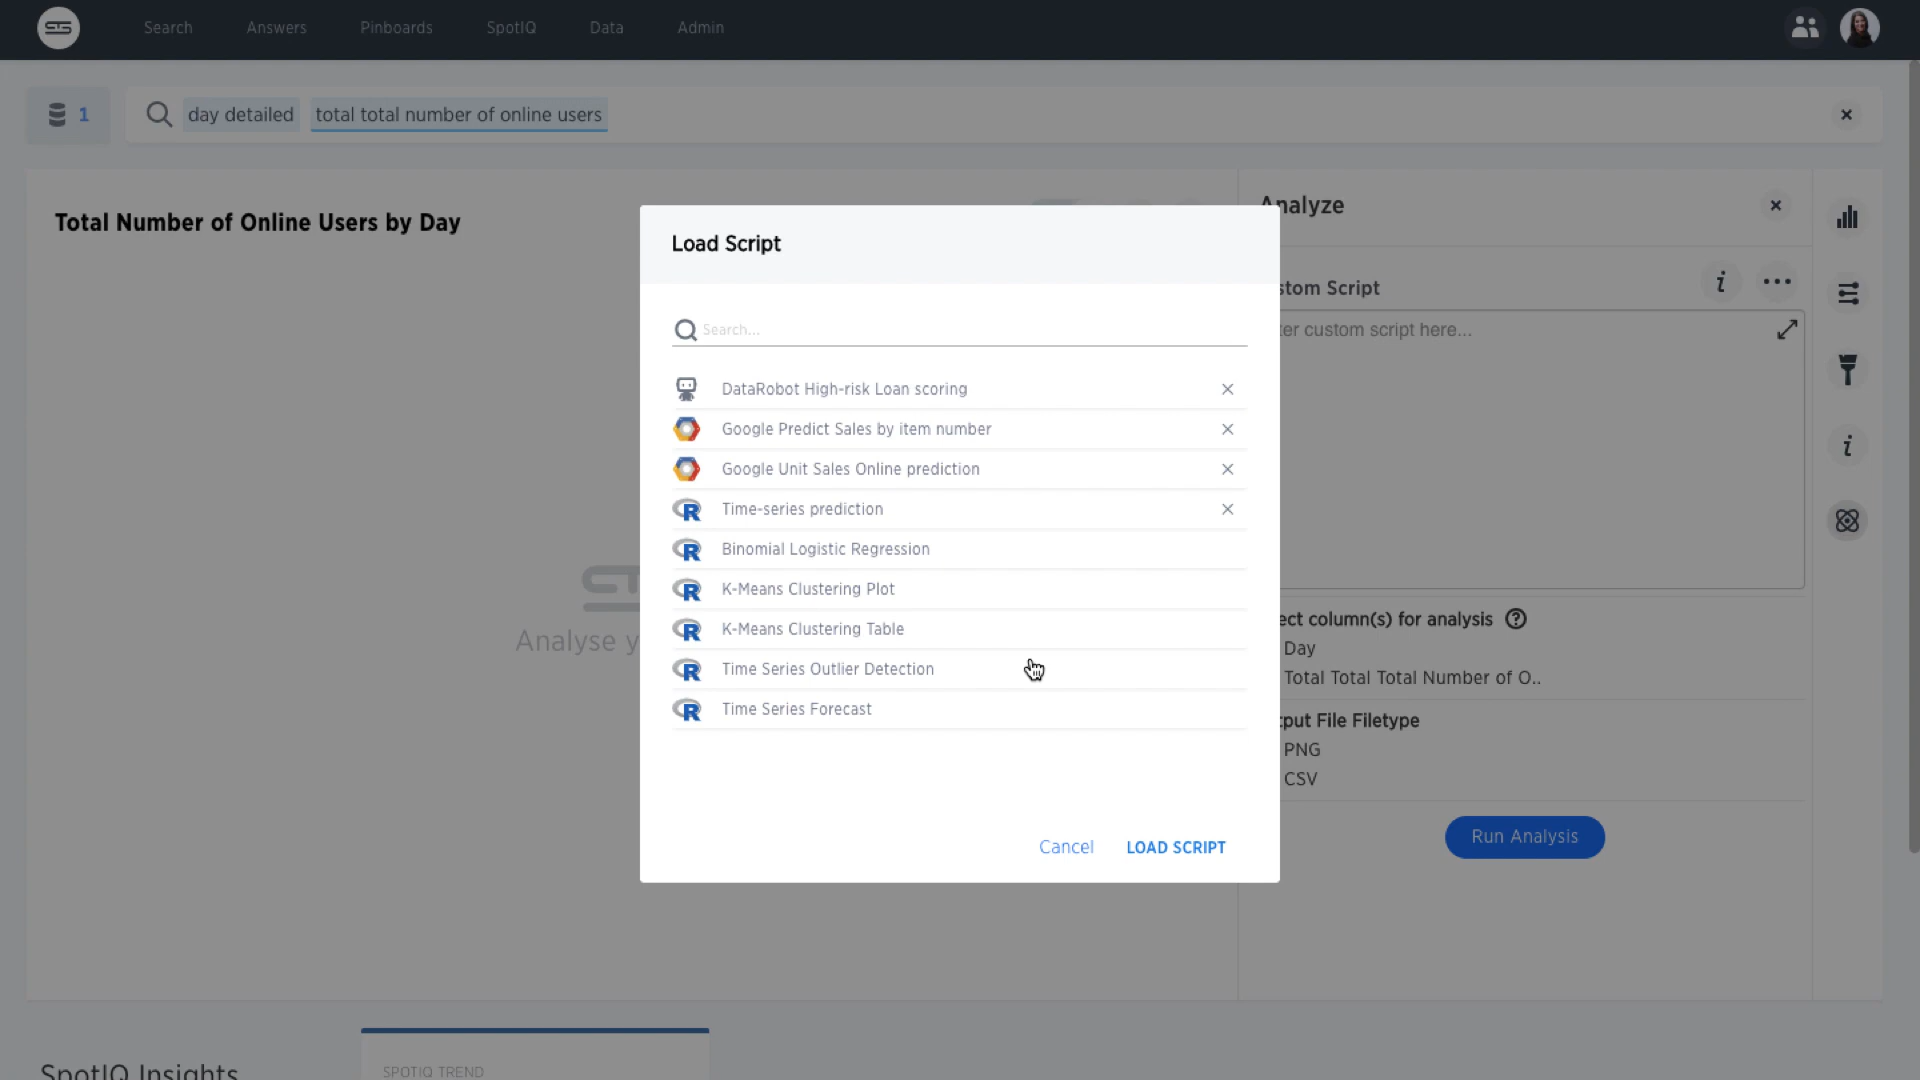 Search Answers Pinboards SpotIQ Data Admin
1 day detailed total total number of online users
Total Number of Online Users by Day
Analyze
Load Script
stom Script
Search...
er custom script here...
DataRobot High-risk Loan scoring
Google Predict Sales by item number
Google Unit Sales Online prediction
Time-series prediction
Binomial Logistic Regression
K-Means Clustering Plot
K-Means Clustering Table
Time Series Outlier Detection
Time Series Forecast
Analyse y
ect column(s) for analysis
Day
Total Total Total Number of O..
put File Filetype
PNG
CSV
Cancel LOAD SCRIPT
Run Analysis
SpotIQ Insights
SPOTIQ TREND